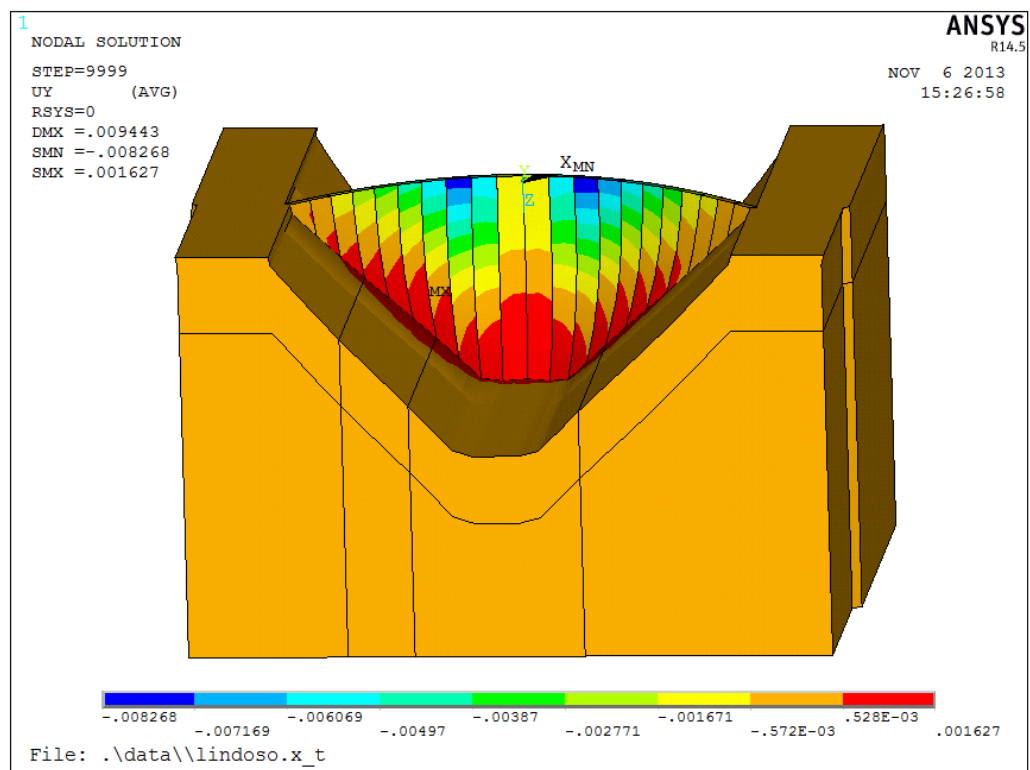 1
NODAL SOLUTION
STEP=9999
UY (AVG)
RSYS=0
DMX =.009443
SMN =-.008268
SMX =.001627
ANSYS
R14.5
NOV 6 2013
15:26:58
Y
X MN
Z
MX
-.008268 -.006069 -.00387 -.001671 .528E-03
-.007169 -.00497 -.002771 -.572E-03 .001627
File: .\data\\lindoso.x_t